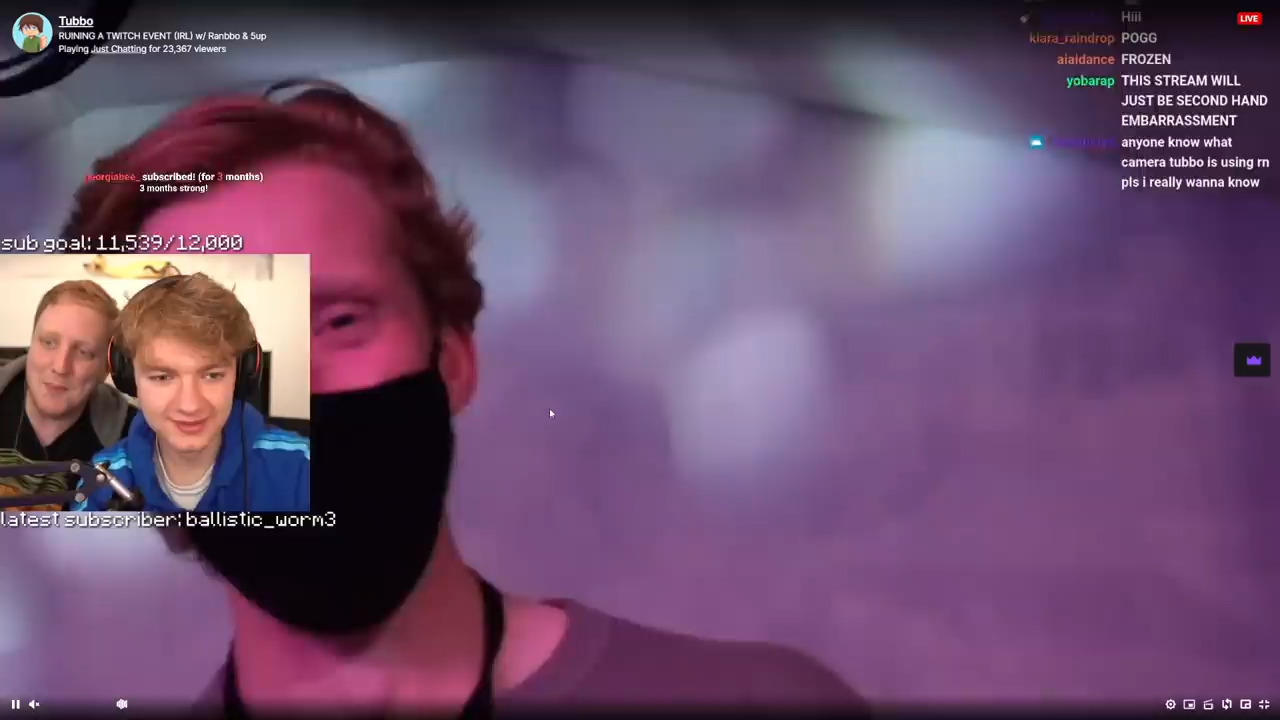 Tubbo
RUINING A TWITCH EVENT (IRL) w/ Ranbbo & 5up
Playing Just Chatting for 23,367 viewers
LIVE
Hiii
kiara_raindrop POGG
aiaidance FROZEN
yobarap THIS STREAM WILL
JUST BE SECOND HAND
EMBARRASSMENT
anyone know what
camera tubbo is using rn
pls i really wanna know
subscribed! (for 3 months)
3 months strong!
sub goal: 11,539/12,000
latest subscriber: ballistic_worm3